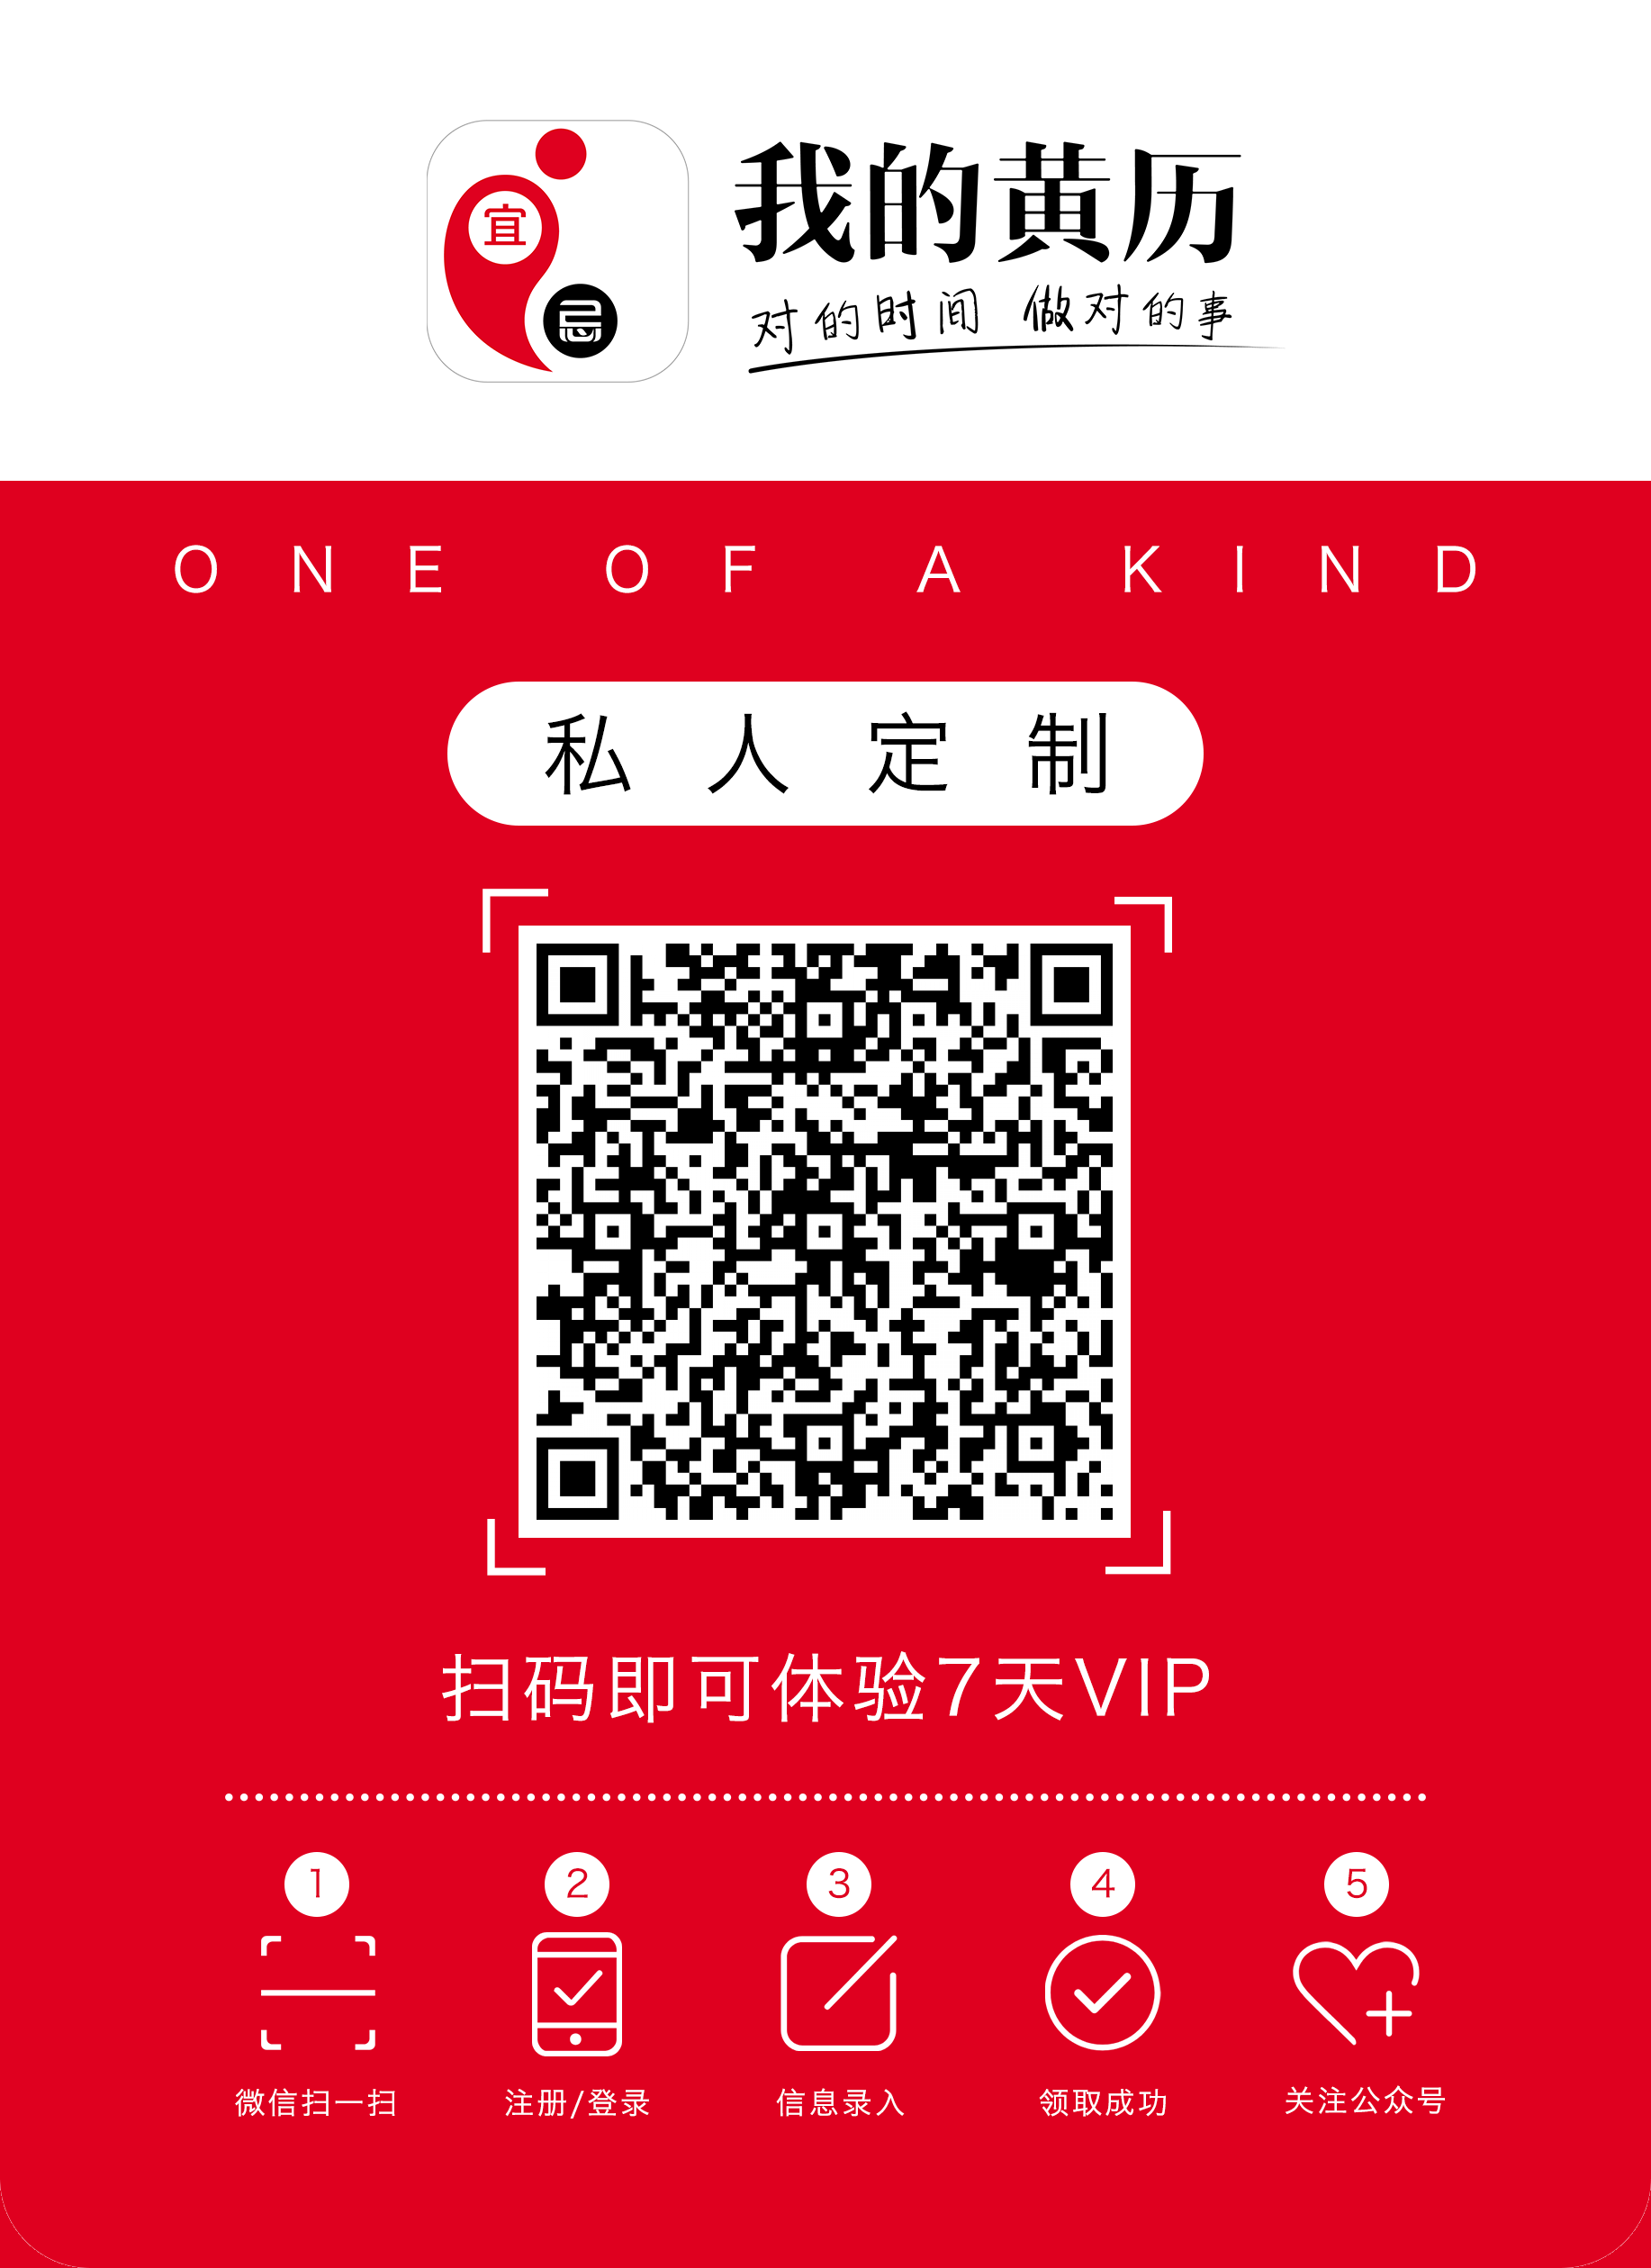 宜
忌
我的黄历
对的时间 做对的事
ONE OF A KIND
私人定制
扫码即可体验7天VIP
1 2 3 4 5
微信扫一扫 注册/登录 信息录入 领取成功 关注公众号